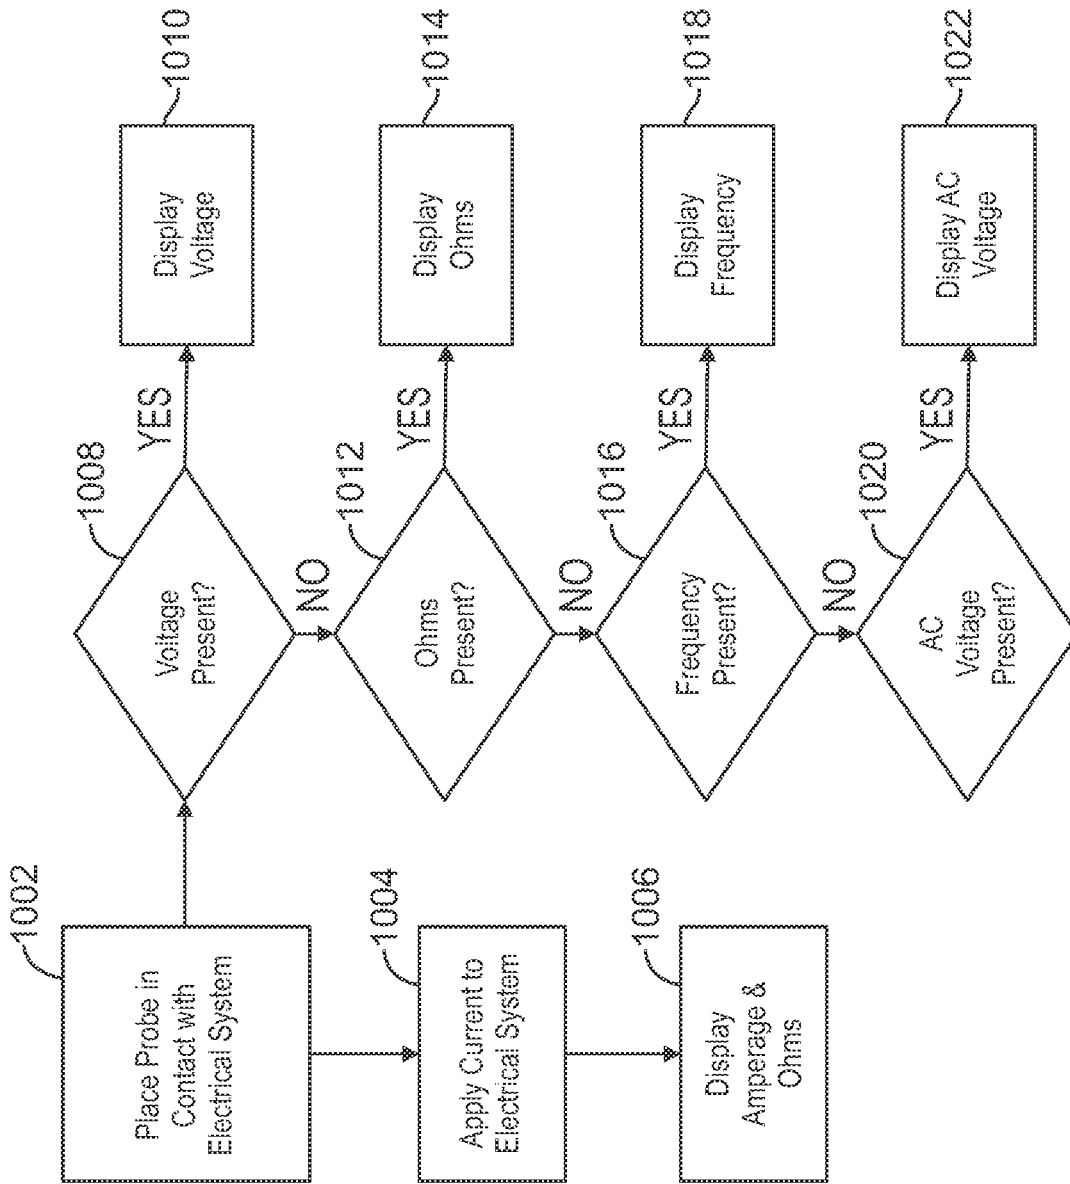 1002
Place Probe in
Contact with
Electrical System
1004
Apply Current to
Electrical System
1006
Display
Amperage &
Ohms
1008
Voltage
Present?
YES
1010
Display
Voltage
NO
1012
Ohms
Present?
YES
1014
Display
Ohms
NO
1016
Frequency
Present?
YES
1018
Display
Frequency
NO
1020
AC
Voltage
Present?
YES
1022
Display AC
Voltage